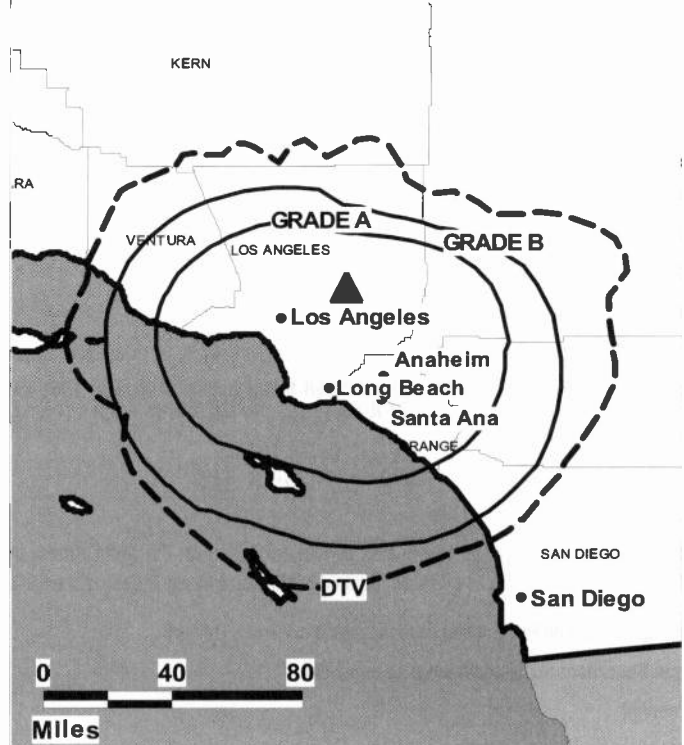 KERN
RA
GRADE A
VENTURA
GRADE B
LOS ANGELES
Los Angeles
Anaheim
Long Beach
Santa Ana
RANGE
SAN DIEGO
DTV
San Diego
0 40 80
Miles